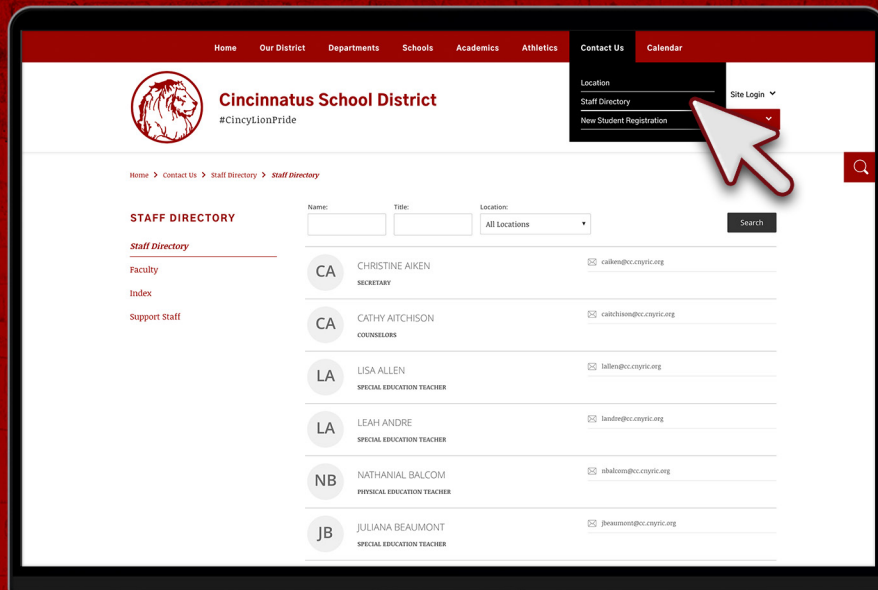 Home Our District Departments Schools Academics Athletics Contact Us Calendar
Location
Staff Directory
New Student Registration
Site Login
Cincinnatus School District
#CincyLionPride
Home > Contact Us > Staff Directory > Staff Directory
STAFF DIRECTORY
Staff Directory
Faculty
Index
Support Staff
Name: Title: Location:
All Locations
Search
CA CHRISTINE AIKEN caiken@cc.cnyric.org
SECRETARY
CA CATHY AITCHISON caitchison@cc.cnyric.org
COUNSELORS
LA LISA ALLEN lallen@cc.cnyric.org
SPECIAL EDUCATION TEACHER
LA LEAH ANDRE landre@cc.cnyric.org
SPECIAL EDUCATION TEACHER
NB NATHANIAL BALCOM nbalcom@cc.cnyric.org
PHYSICAL EDUCATION TEACHER
JB JULIANA BEAUMONT jbeaumont@cc.cnyric.org
SPECIAL EDUCATION TEACHER